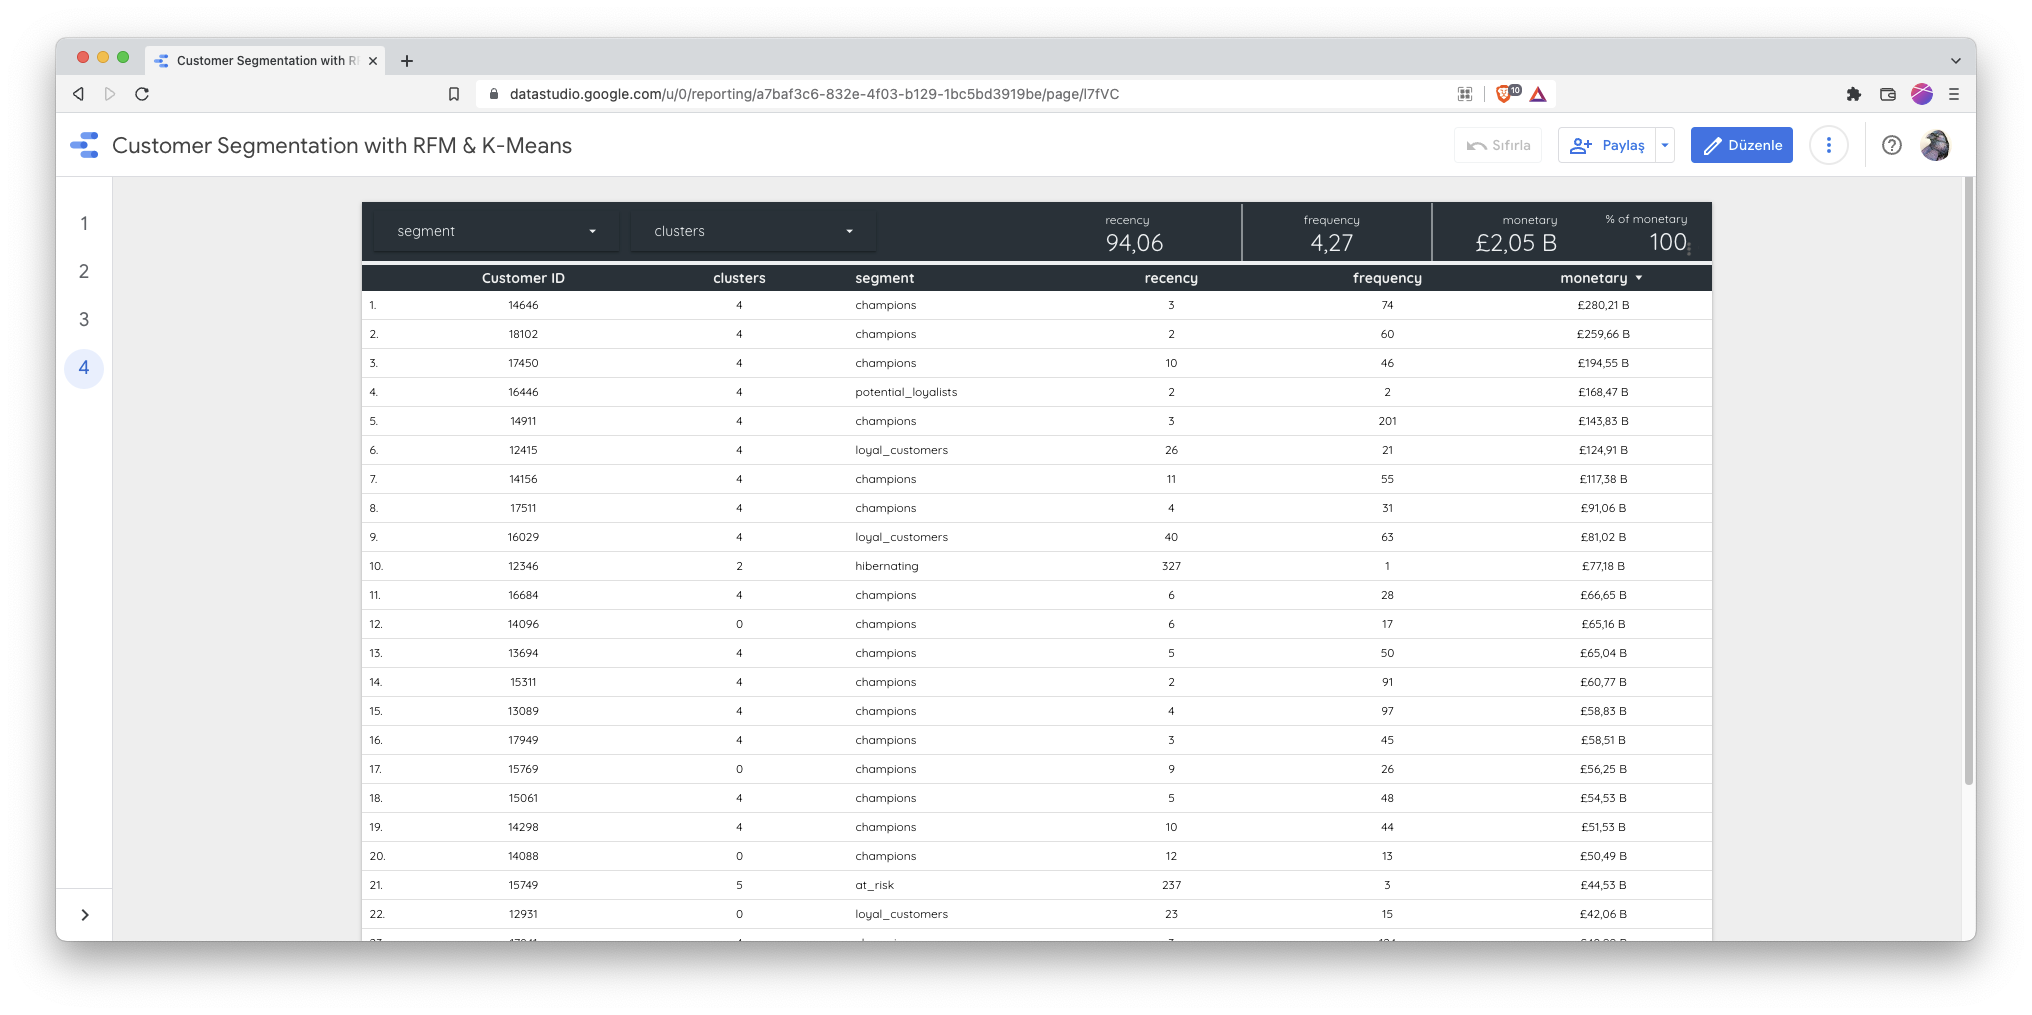 Customer Segmentation with R
datastudio.google.com/u/0/reporting/a7baf3c6-832e-4f03-b129-1bc5bd3919be/page/I7fVC
10
Customer Segmentation with RFM & K-Means
Sıfırla
Paylaş
Düzenle
1
2
3
4
segment
clusters
recency
94,06
frequency
4,27
monetary
£2,05 B
% of monetary
100
Customer ID clusters segment recency frequency monetary
1. 14646 4 champions 3 74 £280,21 B
2. 18102 4 champions 2 60 £259,66 B
3. 17450 4 champions 10 46 £194,55 B
4. 16446 4 potential_loyalists 2 2 £168,47 B
5. 14911 4 champions 3 201 £143,83 B
6. 12415 4 loyal_customers 26 21 £124,91 B
7. 14156 4 champions 11 55 £117,38 B
8. 17511 4 champions 4 31 £91,06 B
9. 16029 4 loyal_customers 40 63 £81,02 B
10. 12346 2 hibernating 327 1 £77,18 B
11. 16684 4 champions 6 28 £66,65 B
12. 14096 0 champions 6 17 £65,16 B
13. 13694 4 champions 5 50 £65,04 B
14. 15311 4 champions 2 91 £60,77 B
15. 13089 4 champions 4 97 £58,83 B
16. 17949 4 champions 3 45 £58,51 B
17. 15769 0 champions 9 26 £56,25 B
18. 15061 4 champions 5 48 £54,53 B
19. 14298 4 champions 10 44 £51,53 B
20. 14088 0 champions 12 13 £50,49 B
21. 15749 5 at_risk 237 3 £44,53 B
22. 12931 0 loyal_customers 23 15 £42,06 B